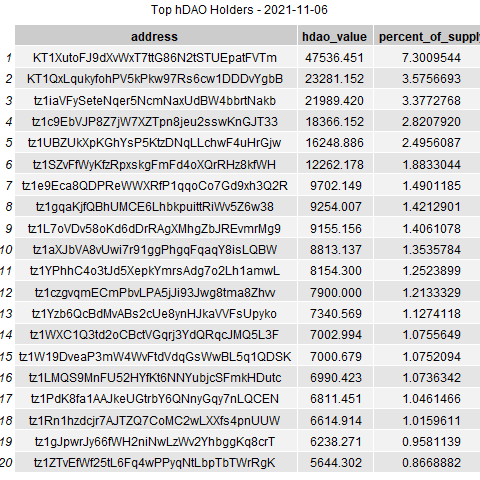 Top hDAO Holders - 2021-11-06
address hdao_value percent_of_supply
1 KT1XutoFJ9dXvWxT7ttG86N2tSTUEpatFVTm 47536.451 7.3009544
2 KT1QxLqukyfohPV5kPkw97Rs6cw1DDDvYgbB 23281.152 3.5756693
3 tz1iaVFySeteNqer5NcmNaxUdBW4bbrtNakb 21989.420 3.3772768
4 tz1c9EbVJP8Z7jW7XZTpn8jeu2sswKnGJT33 18366.152 2.8207920
5 tz1UBZUkXpKGhYsP5KtzDNqLLchwF4uHrGjw 16248.886 2.4956087
6 tz1SZvFfWyKfzRpxskgFmFd4oXQrRHz8kfWH 12262.178 1.8833044
7 tz1e9Eca8QDPReWWXRfP1qqoCo7Gd9xh3Q2R 9702.149 1.4901185
8 tz1gqaKjfQBhUMCE6LhbkpuittRiWv5Z6w38 9254.007 1.4212901
9 tz1L7oVDv58oKd6dDrRAgXMhgZbJREvmrMg9 9155.156 1.4061078
10 tz1aXJbVA8vUwi7r91ggPhgqFqaqY8isLQBW 8813.137 1.3535784
11 tz1YPhhC4o3tJd5XepkYmrsAdg7o2Lh1amwL 8154.300 1.2523899
12 tz1czgvqmECmPbvLPA5jJi93Jwg8tma8Zhvv 7900.000 1.2133329
13 tz1Yzb6QcBdMvABs2cUe8ynHJkaVVFsUpyko 7340.569 1.1274118
14 tz1WXC1Q3td2oCBctVGqrj3YdQRqcJMQ5L3F 7002.994 1.0755649
15 tz1W19DveaP3mW4WvFtdVdqGsWwBL5q1QDSK 7000.679 1.0752094
16 tz1LMQS9MnFU52HYfKt6NNYubjcSFmkHDutc 6990.423 1.0736342
17 tz1PdK8fa1AAJkeUGtrbY6QNnyGqy7nLQCEN 6811.451 1.0461466
18 tz1Rn1hzdcjr7AJTZQ7CoMC2wLXXfs4pnUUW 6614.914 1.0159611
19 tz1gJpwrJy66fWH2niNwLzWv2YhbggKq8crT 6238.271 0.9581139
20 tz1ZTvEfWf25tL6Fq4wPPyqNtLbpTbTWrRgK 5644.302 0.8668882